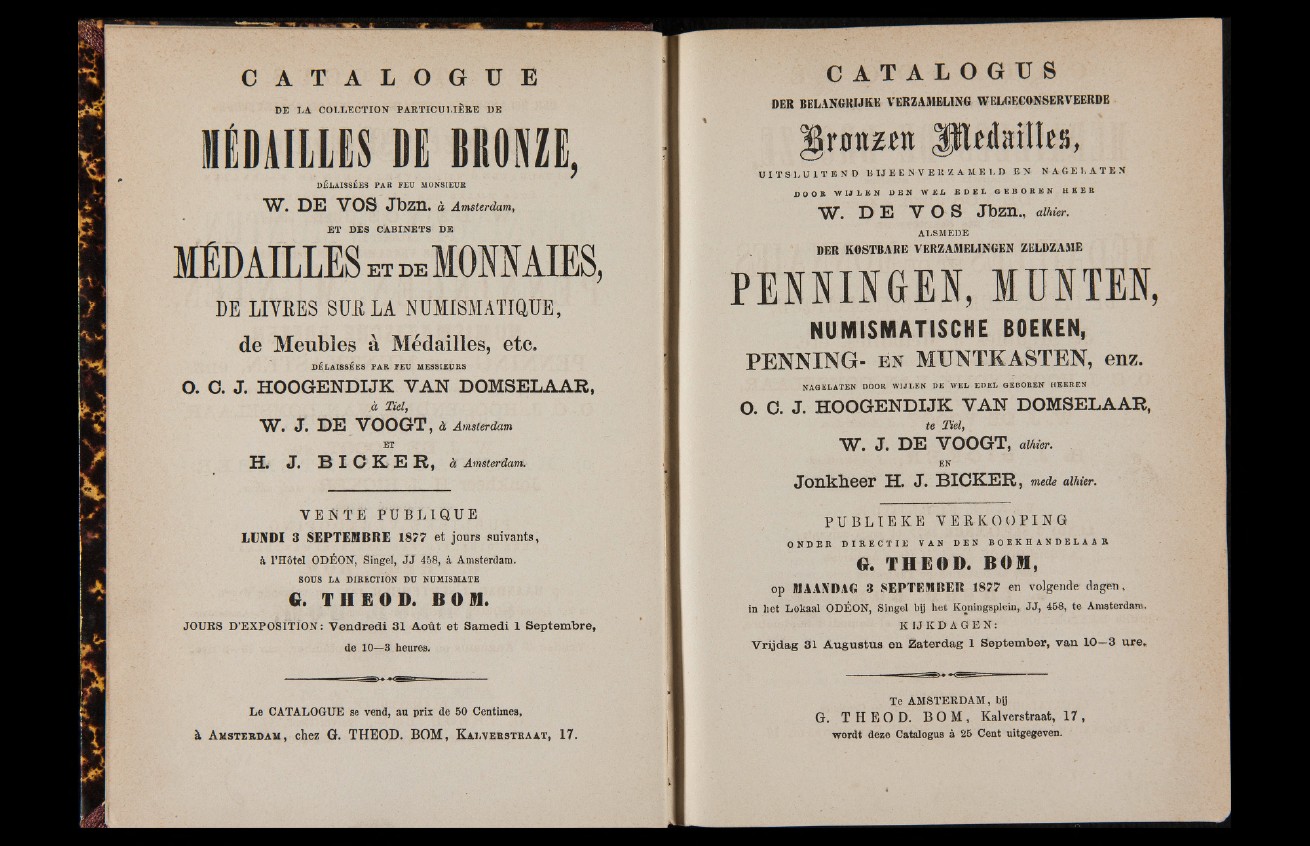 CATALOGUE
DE LA COLLECTION PARTICULIÈRE DE
MÉDAILLES DE BRONZE,
DÉLAISSÉES PAR FEU MONSIEUR
W. DE VOS Jbzn. à Amsterdam,
ET DES CABINETS DE
MÉDAILLES ET DE MONNAIES,
DE LIVRES SUR LA NUMISMATIQUE,
de Meubles à Médailles, etc.
DÉLAISSÉES PAR FEU MESSIEURS
O. C. J. HOOGENDIJK VAN DOMSELAAR,
à Tiel,
W. J. DE VOOGT, à Amsterdam
ET
H. J. BICKER, à Amsterdam.
VENTE PUBLIQUE
LUNDI 3 SEPTEMBRE 1877 et jours suivants,
à l'Hôtel ODÉON, Singel, JJ 458, à Amsterdam.
SOUS LA DIRECTION DU NUMISMATE
G. THEOD. BOM.
JOURS D'EXPOSITION: Vendredi 31 Août et Samedi 1 Septembre,
de 10—3 heures.
Le CATALOGUE se vend, au prix de 50 Centimes,
à AMSTERDAM, chez G. THEOD. BOM, KALVERSTRAAT, 17.
CATALOGUS
DER BELANGRIJKE VERZAMELING WELGECONSERVEERDE
Bronzen Medailles,
UITSLUITEND BIJEENVERZAMELD EN NAGELATEN
DOOR WIJLEN DEN WEL EDEL GEBOREN HEER
W. DE VOS Jbzn., alhier.
ALSMEDE
DER KOSTBARE VERZAMELINGEN ZELDZAME
PENNINGEN, MUNTEN,
NUMISMATISCHE BOEKEN,
PENNING- EN MUNTKASTEN, enz.
NAGELATEN DOOR WIJLEN DE WEL EDEL GEBOREN HEEREN
O. C. J. HOOGENDIJK VAN DOMSELAAR,
te Tiel,
W. J. DE VOOGT, alhier.
EN
Jonkheer H. J. BICKER, mede alhier.
PUBLIEKE VERKOOPING
ONDER DIRECTIE VAN DEN BOEKHANDELAAR
G. THEOD. BOM,
op MAANDAG 3 SEPTEMBER 1877 en volgende dagen,
in het Lokaal ODÉON, Singel bij het Koningsplein, JJ, 458, te Amsterdam.
KIJKDAGEN:
Vrijdag 31 Augustus en Zaterdag 1 September, van 10—3 ure.
Te AMSTERDAM, bij
G. THEOD. BOM, Kalverstraat, 17,
wordt deze Catalogus à 25 Cent uitgegeven.